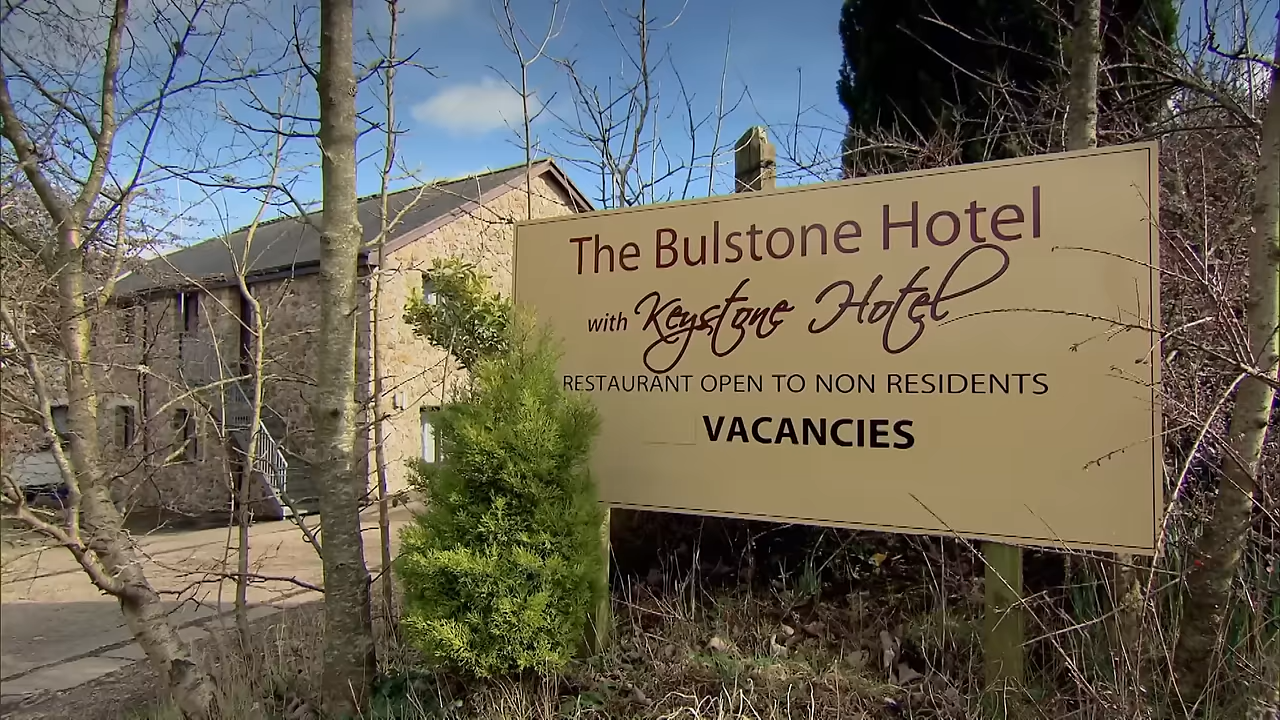 The Bulstone Hotel
with Keystone Hotel
RESTAURANT OPEN TO NON RESIDENTS
VACANCIES